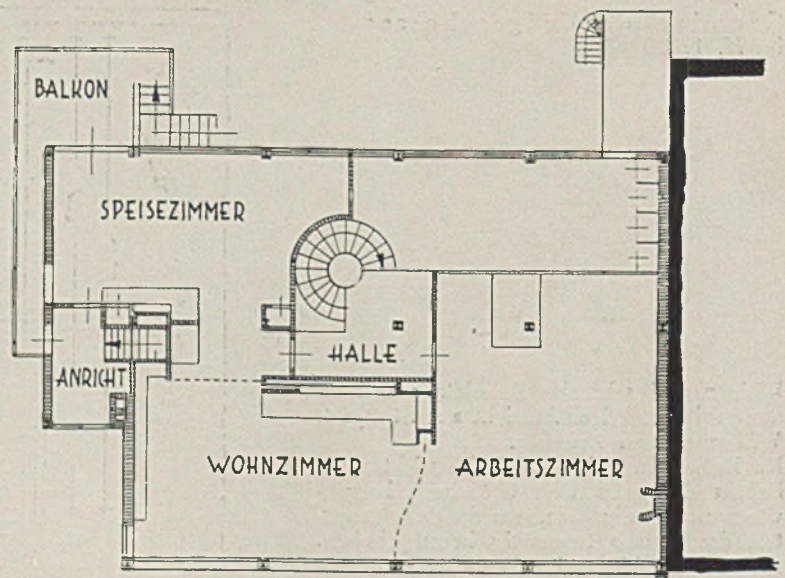 BALKON
SPEISEZIMMER
HALLE
ANRICHT
WOHNZIMMER
ARBEITSZIMMER